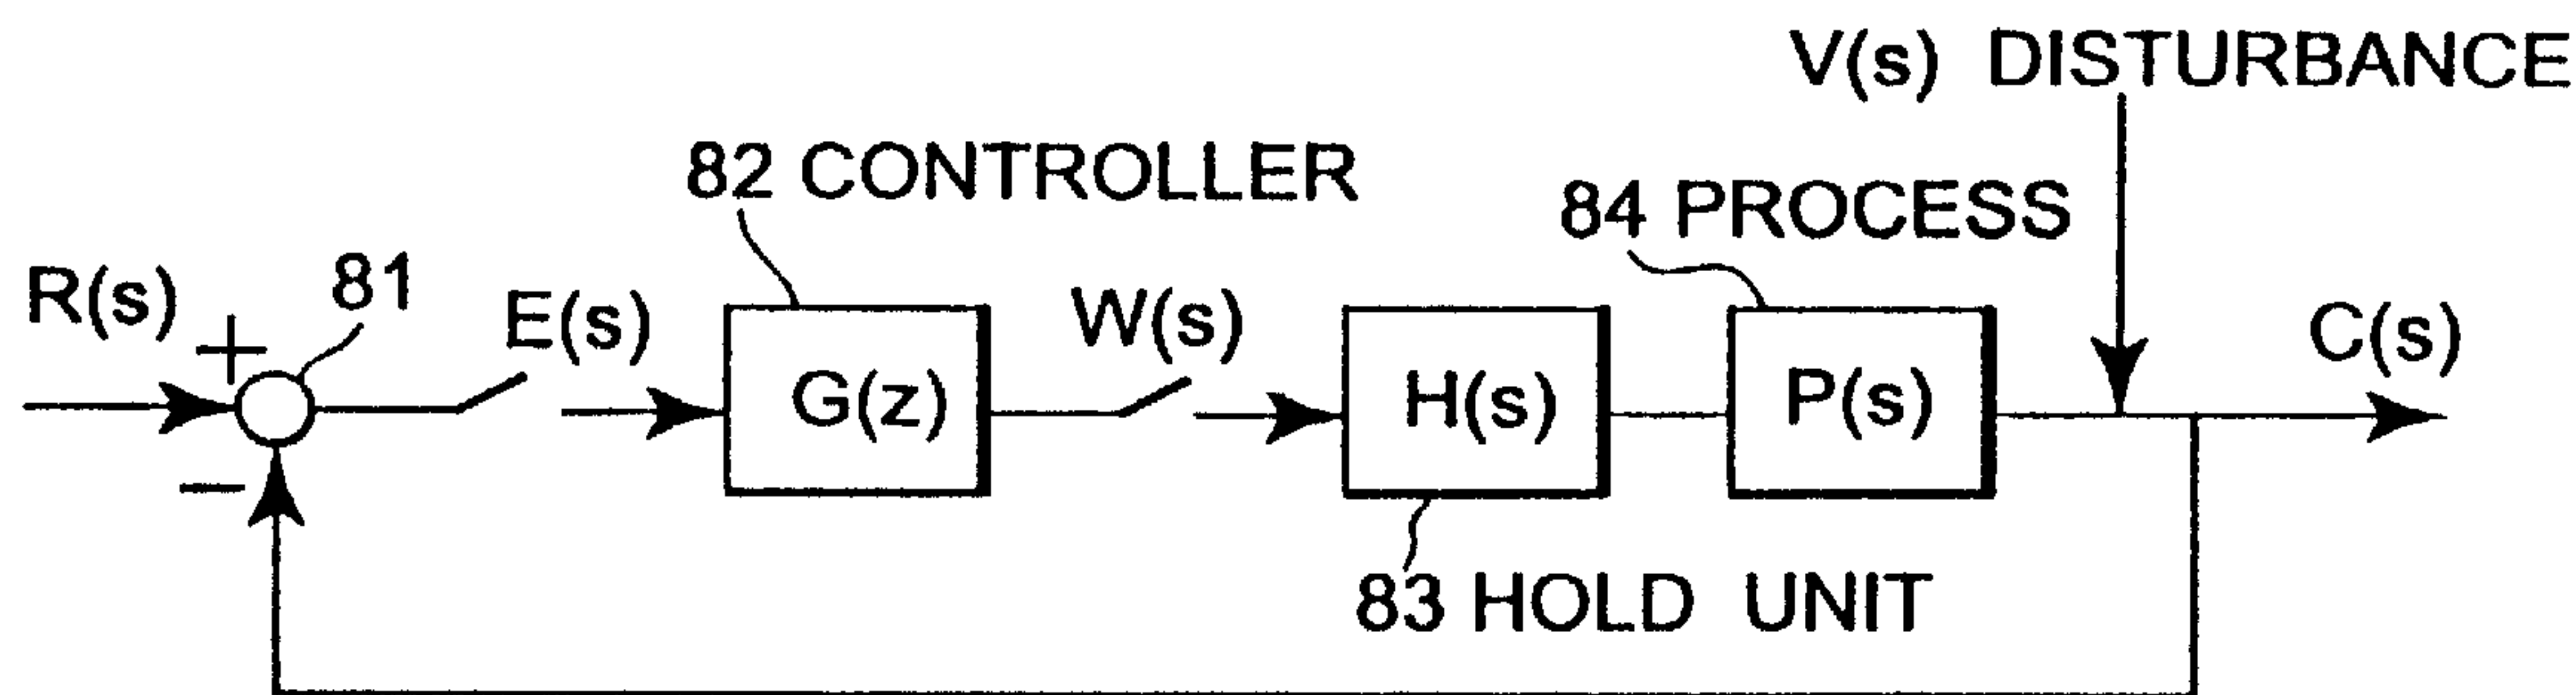 V(s) DISTURBANCE
82 CONTROLLER
84 PROCESS
R(s)
+
81
E(s)
W(s)
C(s)
G(z)
H(s)
P(s)
−
83 HOLD UNIT